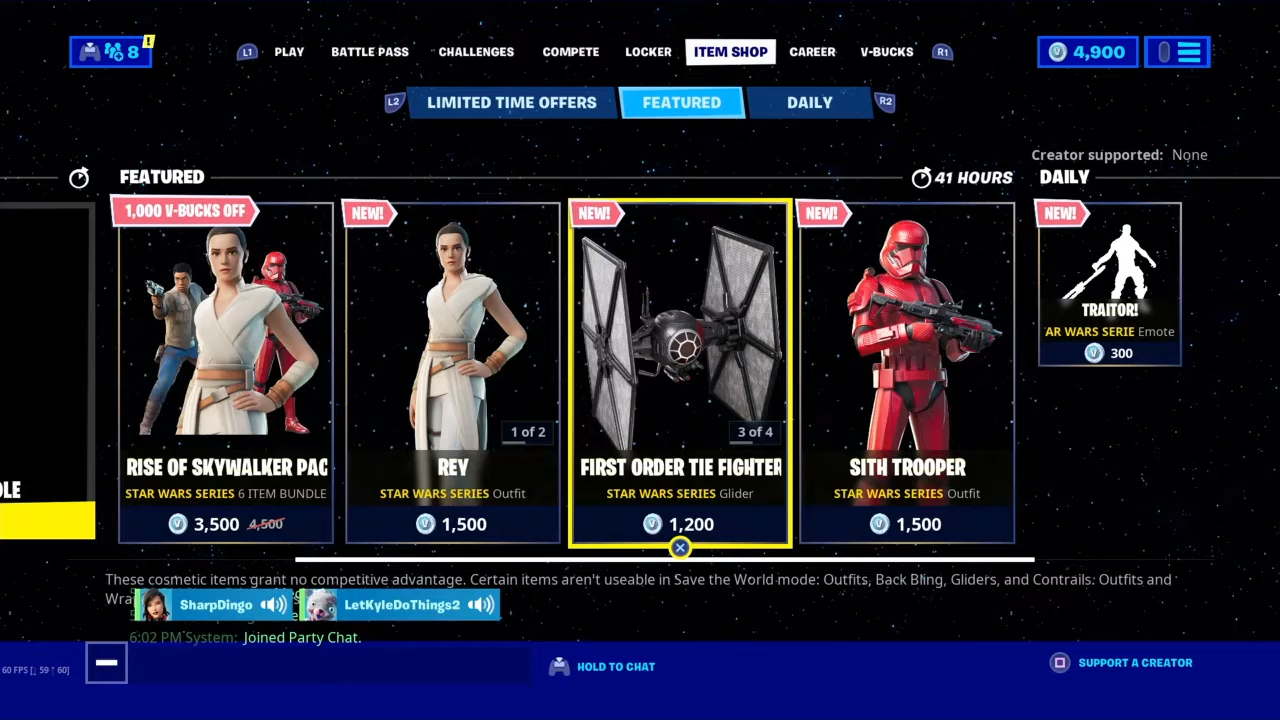 8
!
L1
PLAY
BATTLE PASS
CHALLENGES
COMPETE
LOCKER
ITEM SHOP
CAREER
V-BUCKS
R1
4,900
L2
LIMITED TIME OFFERS
FEATURED
DAILY
R2
Creator supported: None
FEATURED
41 HOURS
DAILY
1,000 V-BUCKS OFF
RISE OF SKYWALKER PAC
STAR WARS SERIES 6 ITEM BUNDLE
3,500 4,500
NEW!
1 of 2
REY
STAR WARS SERIES Outfit
1,500
NEW!
3 of 4
FIRST ORDER TIE FIGHTER
STAR WARS SERIES Glider
1,200
NEW!
SITH TROOPER
STAR WARS SERIES Outfit
1,500
NEW!
TRAITOR!
AR WARS SERIE Emote
300
These cosmetic items grant no competitive advantage. Certain items aren't useable in Save the World mode: Outfits, Back Bling, Gliders, and Contrails. Outfits and
SharpDingo
LetKyleDoThings2
6:02 PM System: Joined Party Chat.
60 FPS [↓ 59 ↑ 60]
HOLD TO CHAT
SUPPORT A CREATOR